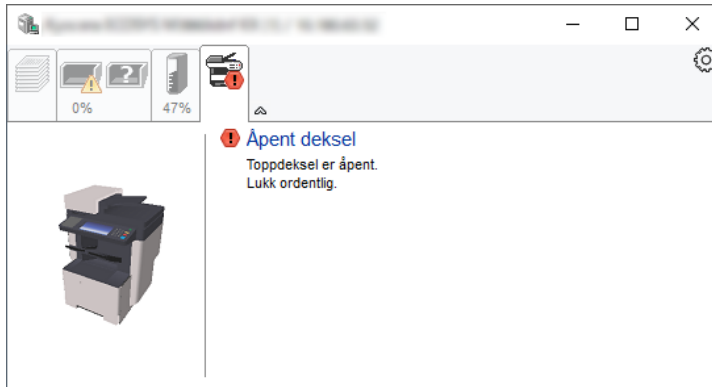 0%
47%
Åpent deksel
Toppdeksel er åpent.
Lukk ordentlig.